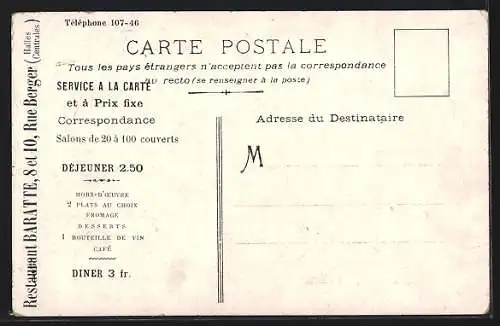 Téléphone 107-46
CARTE POSTALE
Tous les pays étrangers n'acceptent pas la correspondance
au recto (se renseigner à la poste)
SERVICE A LA CARTE
et à Prix fixe
Correspondance
Salons de 20 à 100 couverts
DÉJEUNER 2.50
HORS-D'ŒUVRE
2 PLATS AU CHOIX
FROMAGE
DESSERTS
1 BOUTEILLE DE VIN
CAFÉ
DINER 3 fr.
Adresse du Destinataire
M
Restaurant BARATTE, 8 et 10, Rue Berger (Halles
Centrales)